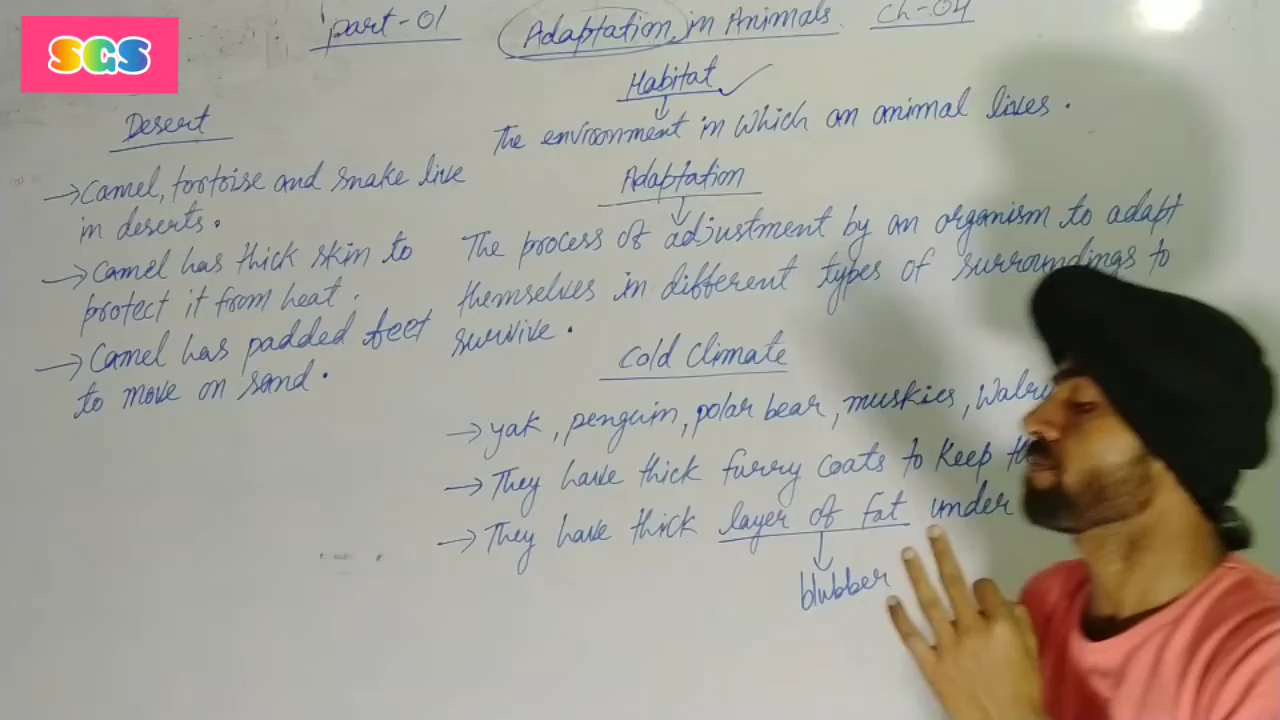 SGS
part-01 Adaptation in Animals ch-04
Habitat
The environment in which an animal lives.
Adaptation
The process of adjustment by an organism to adapt
themselves in different types of surroundings to
survive.
Desert
→ Camel, tortoise and snake live
in deserts.
→ Camel has thick skin to
protect it from heat.
→ Camel has padded feet
to move on sand.
Cold Climate
→ yak, penguin, polar bear, muskies,
→ They have thick furry coats to keep
→ They have thick layer of fat under
blubber